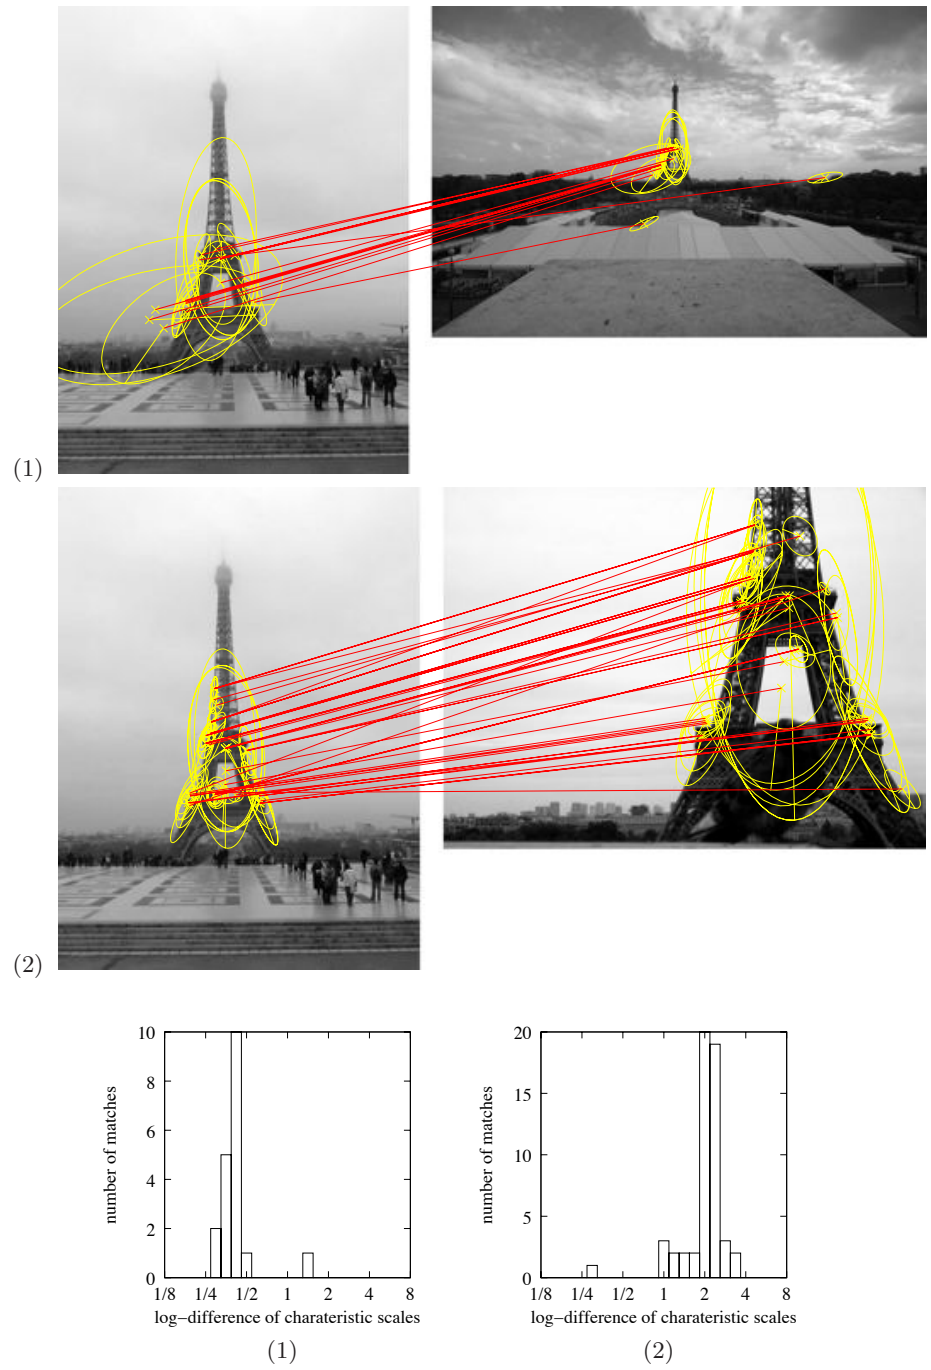 (1)
(2)
10
8
6
4
2
0
number of matches
1/8 1/4 1/2 1 2 4 8
log−difference of charateristic scales
(1)
20
15
10
5
0
number of matches
1/8 1/4 1/2 1 2 4 8
log−difference of charateristic scales
(2)